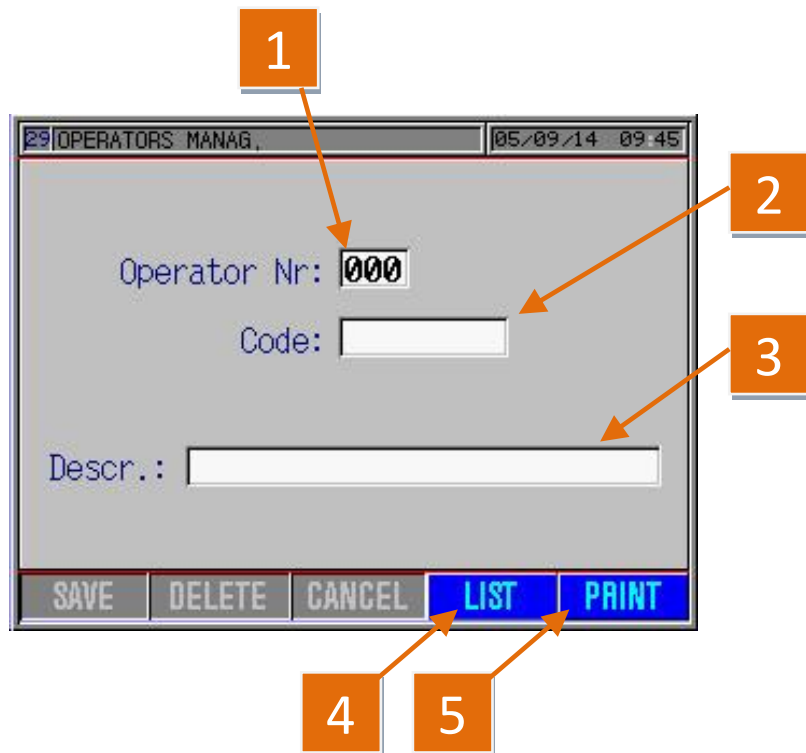 1
29 OPERATORS MANAG. 05/09/14 09:45
2
Operator Nr: 000
Code:
3
Descr.:
SAVE DELETE CANCEL LIST PRINT
4 5